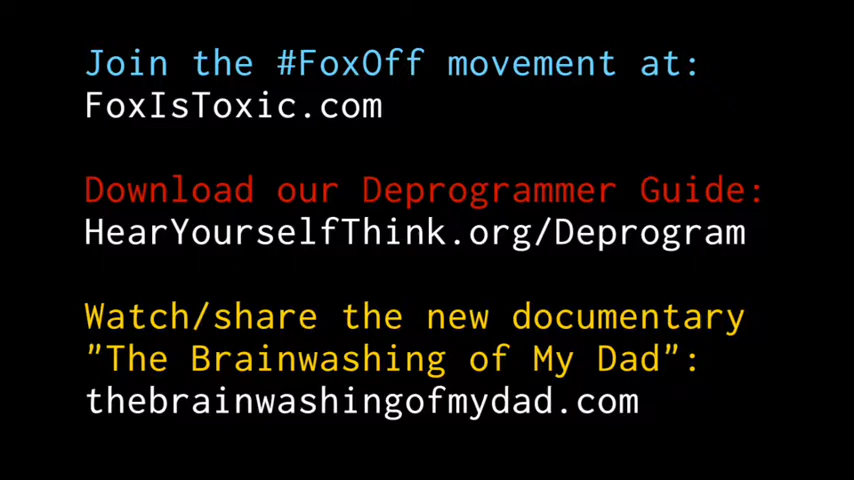 Join the #FoxOff movement at:
FoxIsToxic.com
Download our Deprogrammer Guide:
HearYourselfThink.org/Deprogram
Watch/share the new documentary
"The Brainwashing of My Dad":
thebrainwashingofmydad.com